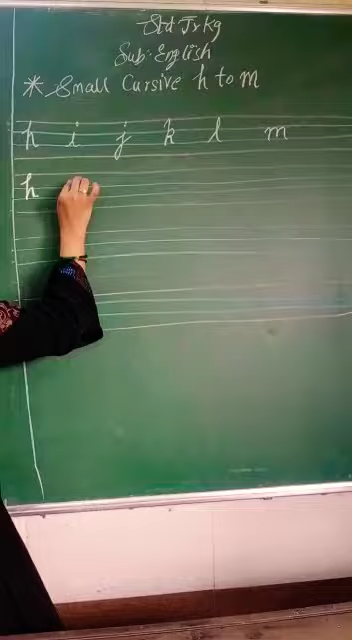 Std Jr kg
Sub:English
* Small Cursive h to m
h i j k l m
h